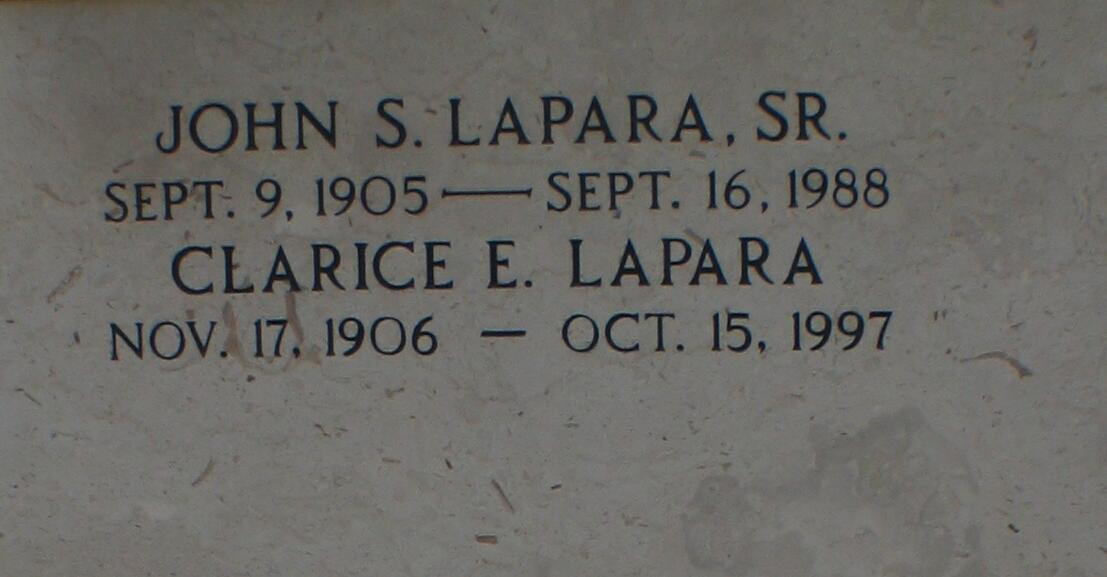 JOHN S. LAPARA, SR.
SEPT. 9, 1905 — SEPT. 16, 1988
CLARICE E. LAPARA
NOV. 17, 1906 — OCT. 15, 1997